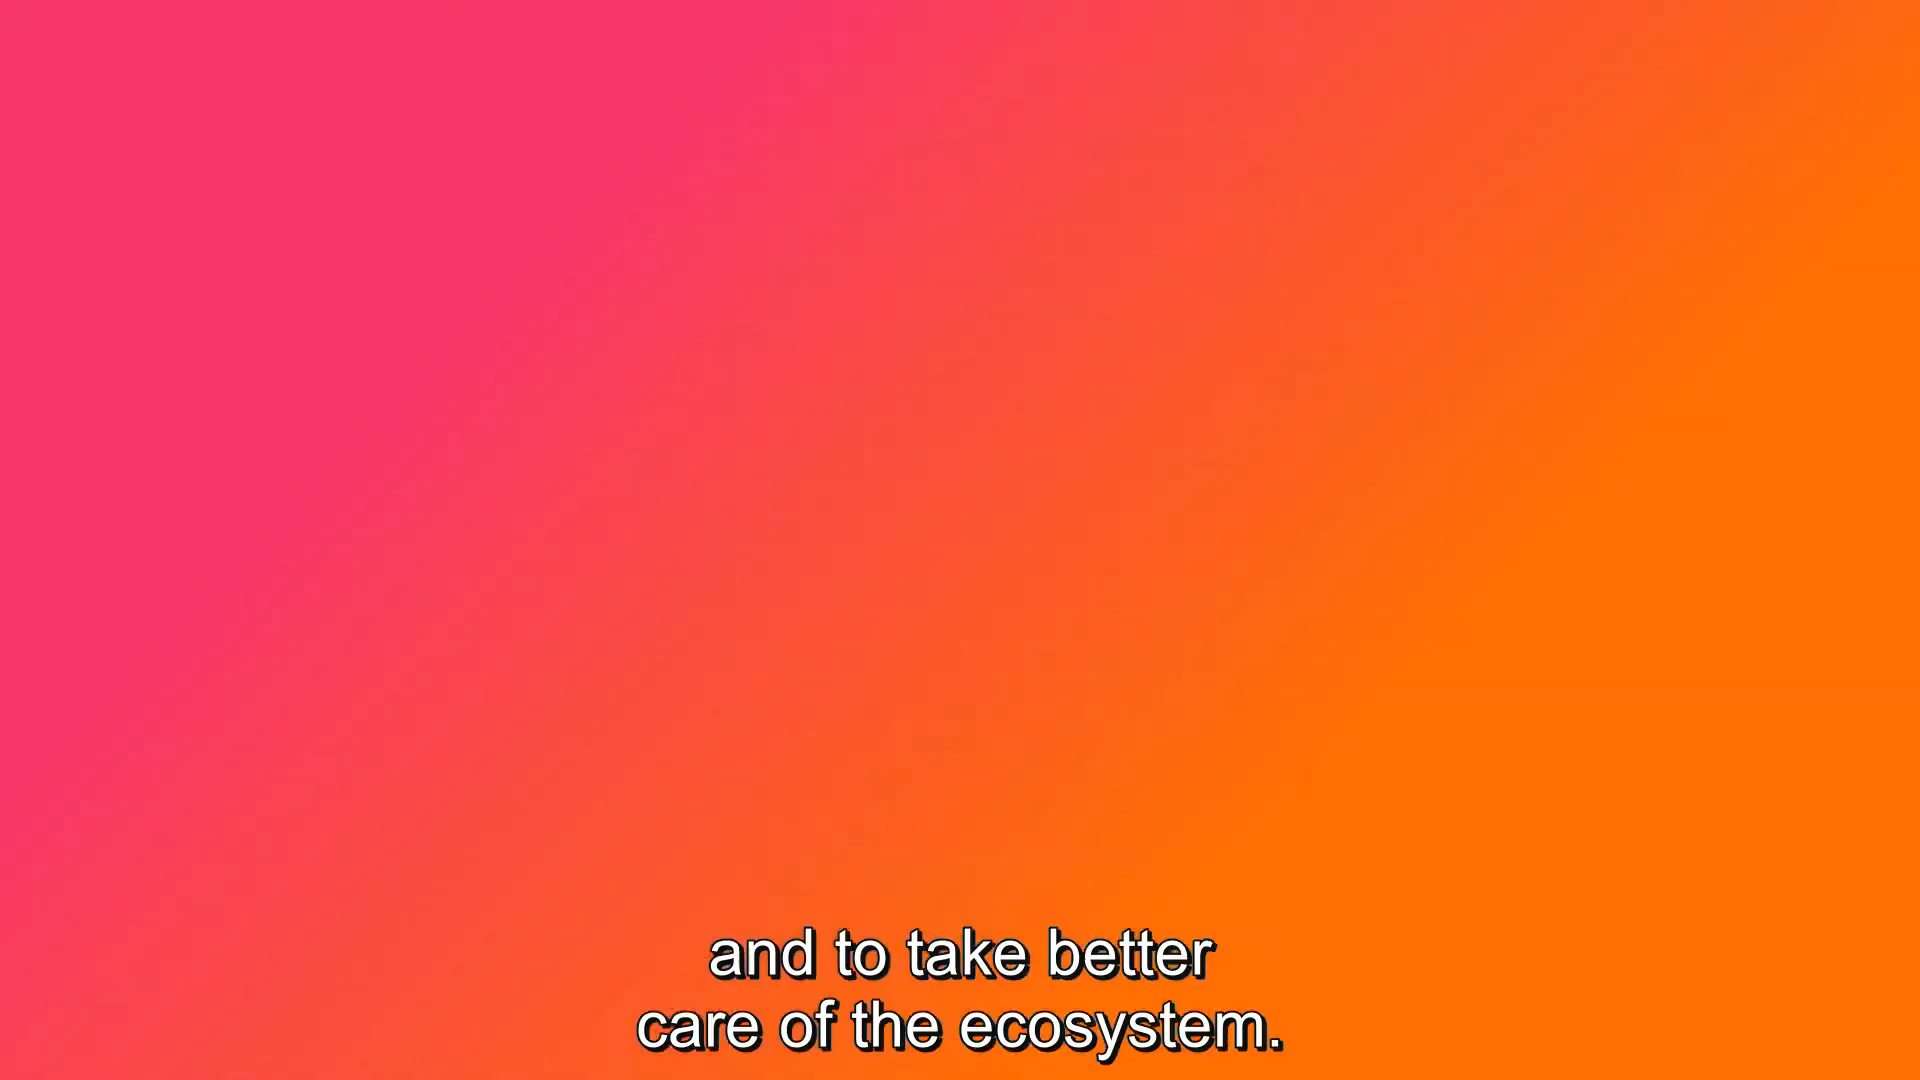 and to take better
care of the ecosystem.